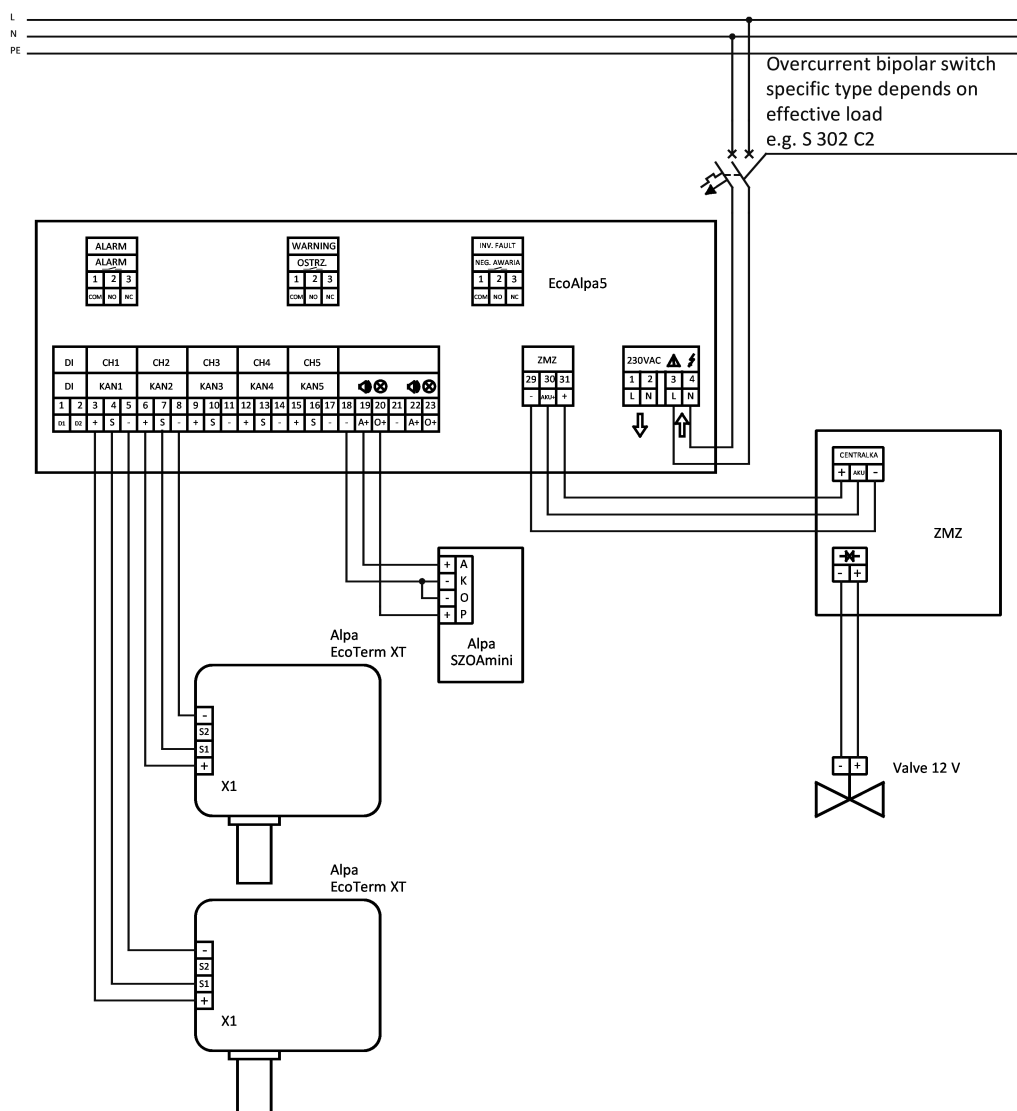 L
N
PE
Overcurrent bipolar switch
specific type depends on
effective load
e.g. S 302 C2
ALARM
ALARM
1 2 3
COM NO NC
WARNING
OSTRZ.
1 2 3
COM NO NC
INV. FAULT
NEG. AWARIA
1 2 3
COM NO NC
EcoAlpa5
DI CH1 CH2 CH3 CH4 CH5
DI KAN1 KAN2 KAN3 KAN4 KAN5
1 2 3 4 5 6 7 8 9 10 11 12 13 14 15 16 17 18 19 20 21 22 23
D1 D2 + S - + S - + S - + S - + S - - A+ O+ - A+ O+
ZMZ
29 30 31
- AKU+ +
230VAC
1 2 3 4
L N L N
CENTRALKA
+ AKU -
ZMZ
- +
+ A
- K
- O
+ P
Alpa
SZOAmini
Alpa
EcoTerm XT
-
S2
S1
+
X1
- +
Valve 12 V
Alpa
EcoTerm XT
-
S2
S1
+
X1